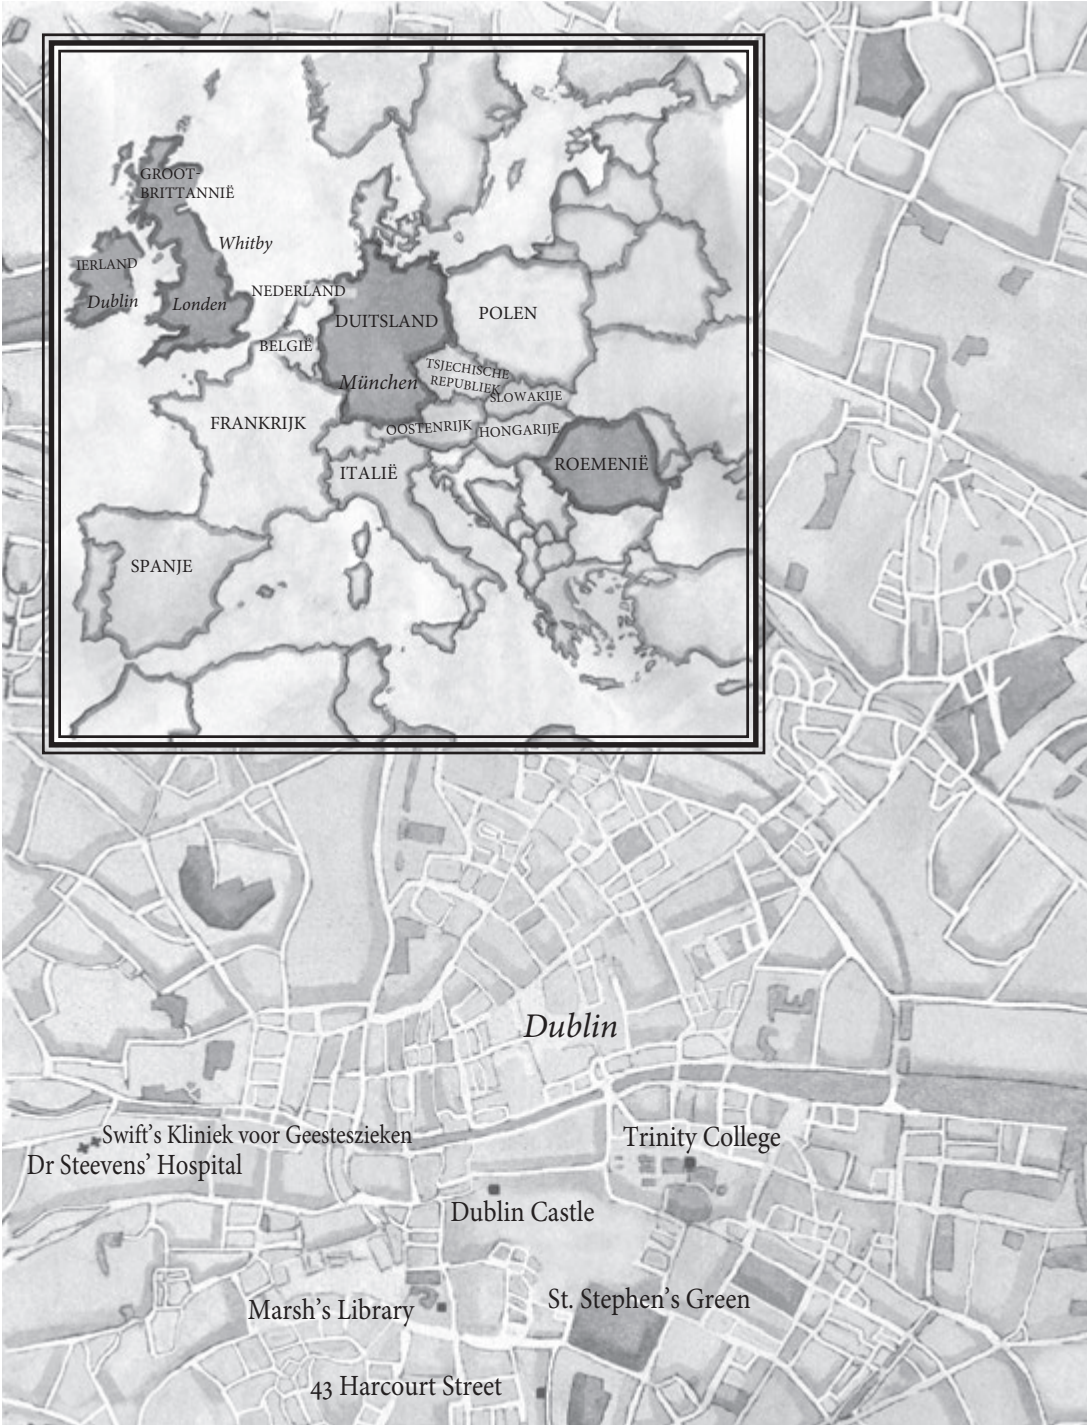 GROOT-
BRITTANNIË
Whitby
IERLAND
Dublin
Londen
NEDERLAND
DUITSLAND
POLEN
BELGIË
TSJECHISCHE
REPUBLIEK
München
SLOWAKIJE
FRANKRIJK
OOSTENRIJK
HONGARIJE
ITALIË
ROEMENIË
SPANJE
Dublin
Swift's Kliniek voor Geesteszieken
Trinity College
Dr Steevens' Hospital
Dublin Castle
St. Stephen's Green
Marsh's Library
43 Harcourt Street